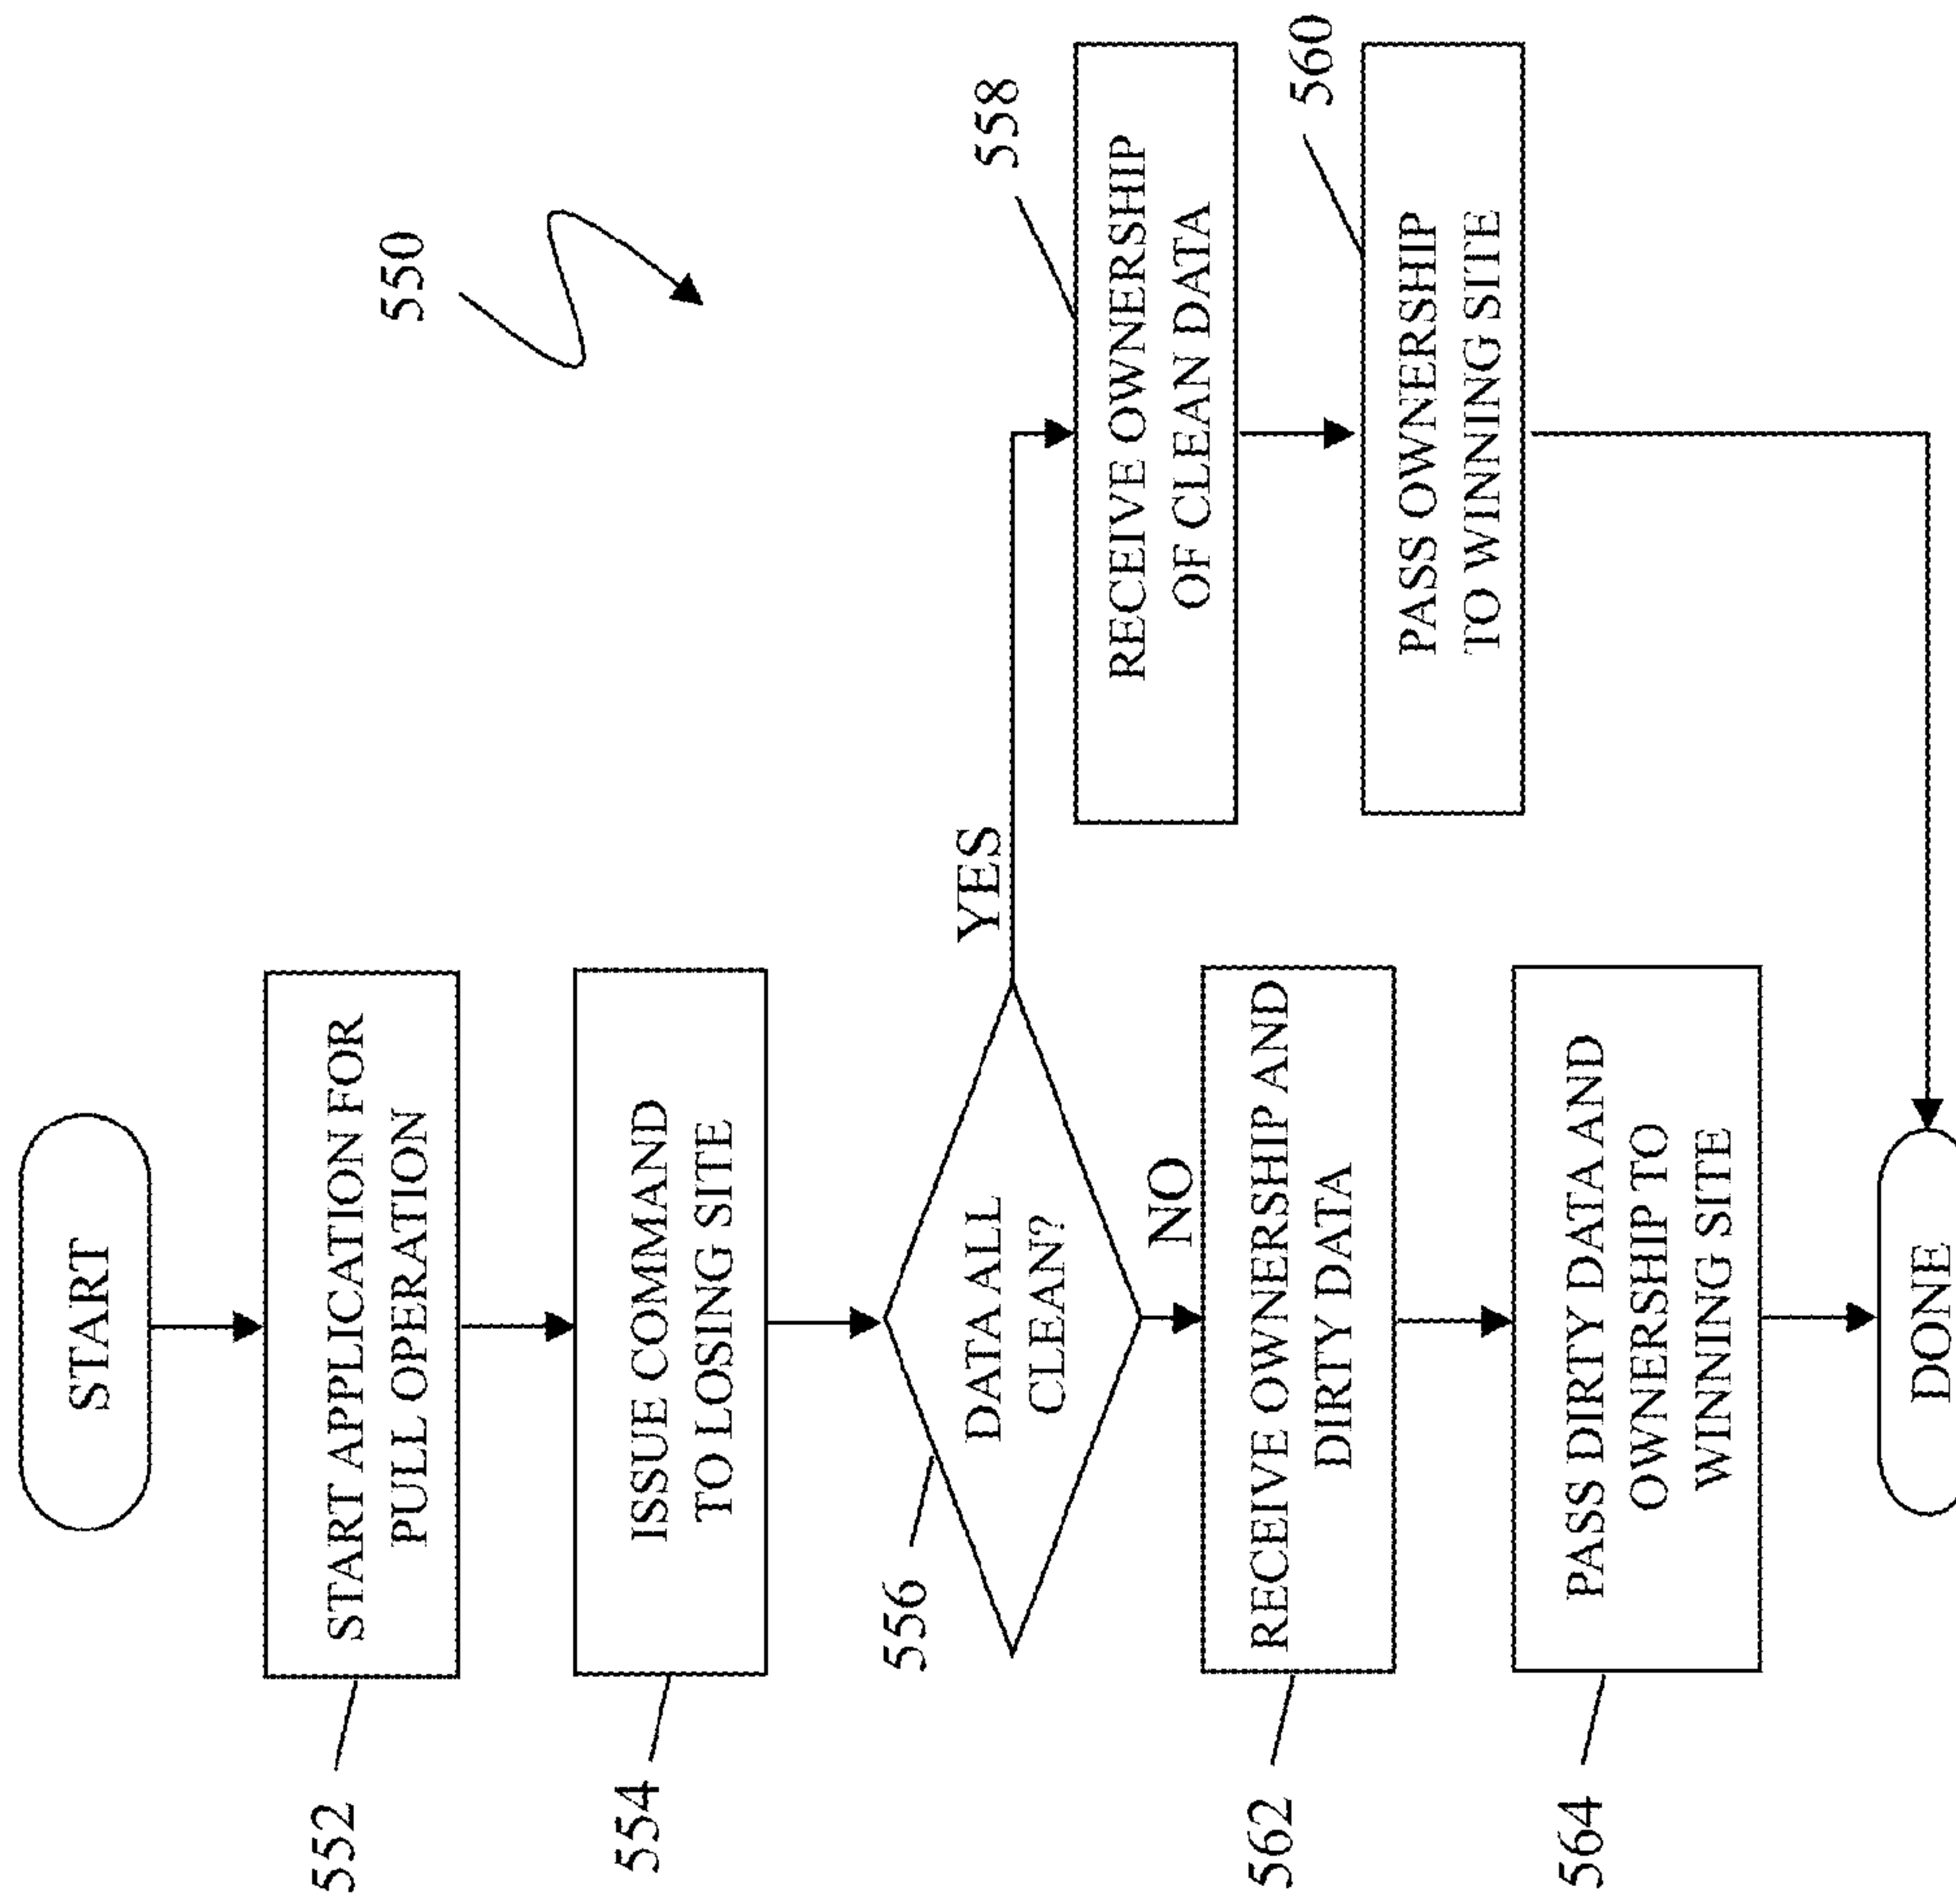 550
START
552
START APPLICATION FOR
PULL OPERATION
554
ISSUE COMMAND
TO LOSING SITE
556
DATA ALL
CLEAN?
YES
NO
558
RECEIVE OWNERSHIP
OF CLEAN DATA
560
PASS OWNERSHIP
TO WINNING SITE
562
RECEIVE OWNERSHIP AND
DIRTY DATA
564
PASS DIRTY DATA AND
OWNERSHIP TO
WINNING SITE
DONE